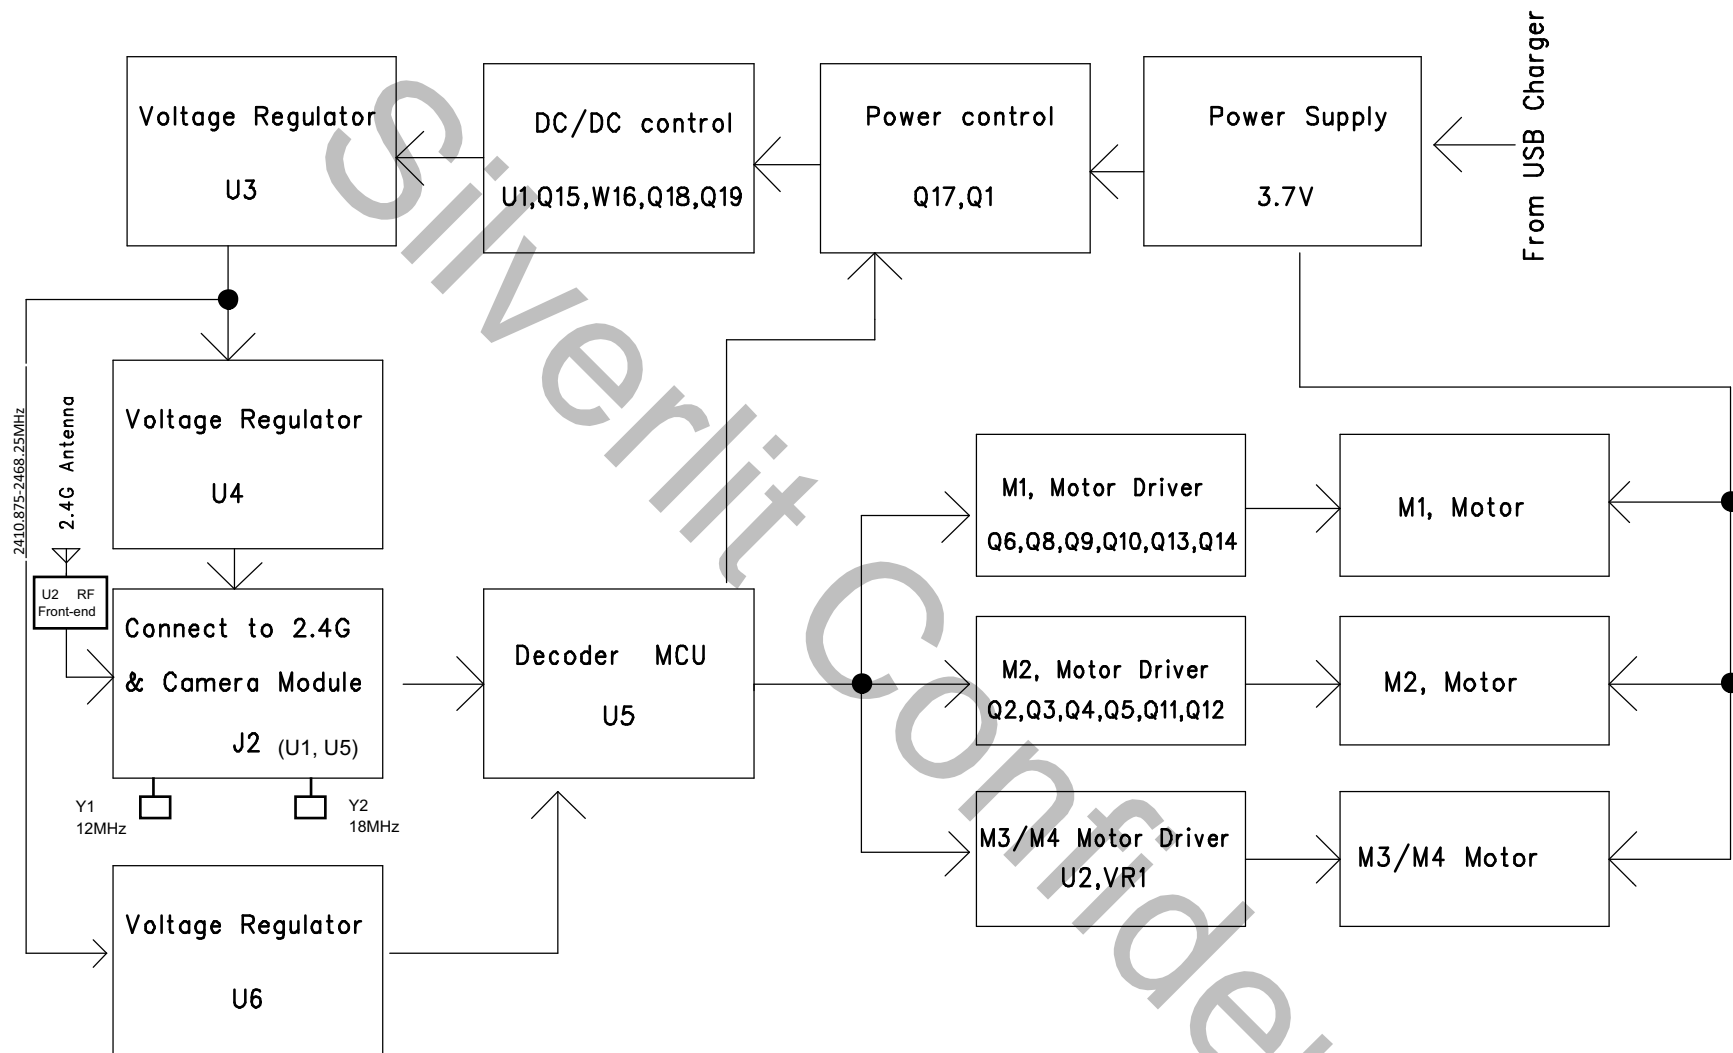 From USB Charger
Voltage Regulator
U3
DC/DC control
U1,Q15,W16,Q18,Q19
Power control
Q17,Q1
Power Supply
3.7V
Voltage Regulator
U4
2410.875-2468.25MHz
2.4G Antenna
U2 RF
Front-end
Connect to 2.4G
& Camera Module
J2 (U1, U5)
Y1
12MHz
Y2
18MHz
Decoder MCU
U5
M1, Motor Driver
Q6,Q8,Q9,Q10,Q13,Q14
M1, Motor
M2, Motor Driver
Q2,Q3,Q4,Q5,Q11,Q12
M2, Motor
M3/M4 Motor Driver
U2,VR1
M3/M4 Motor
Voltage Regulator
U6
Silverlit Confiden